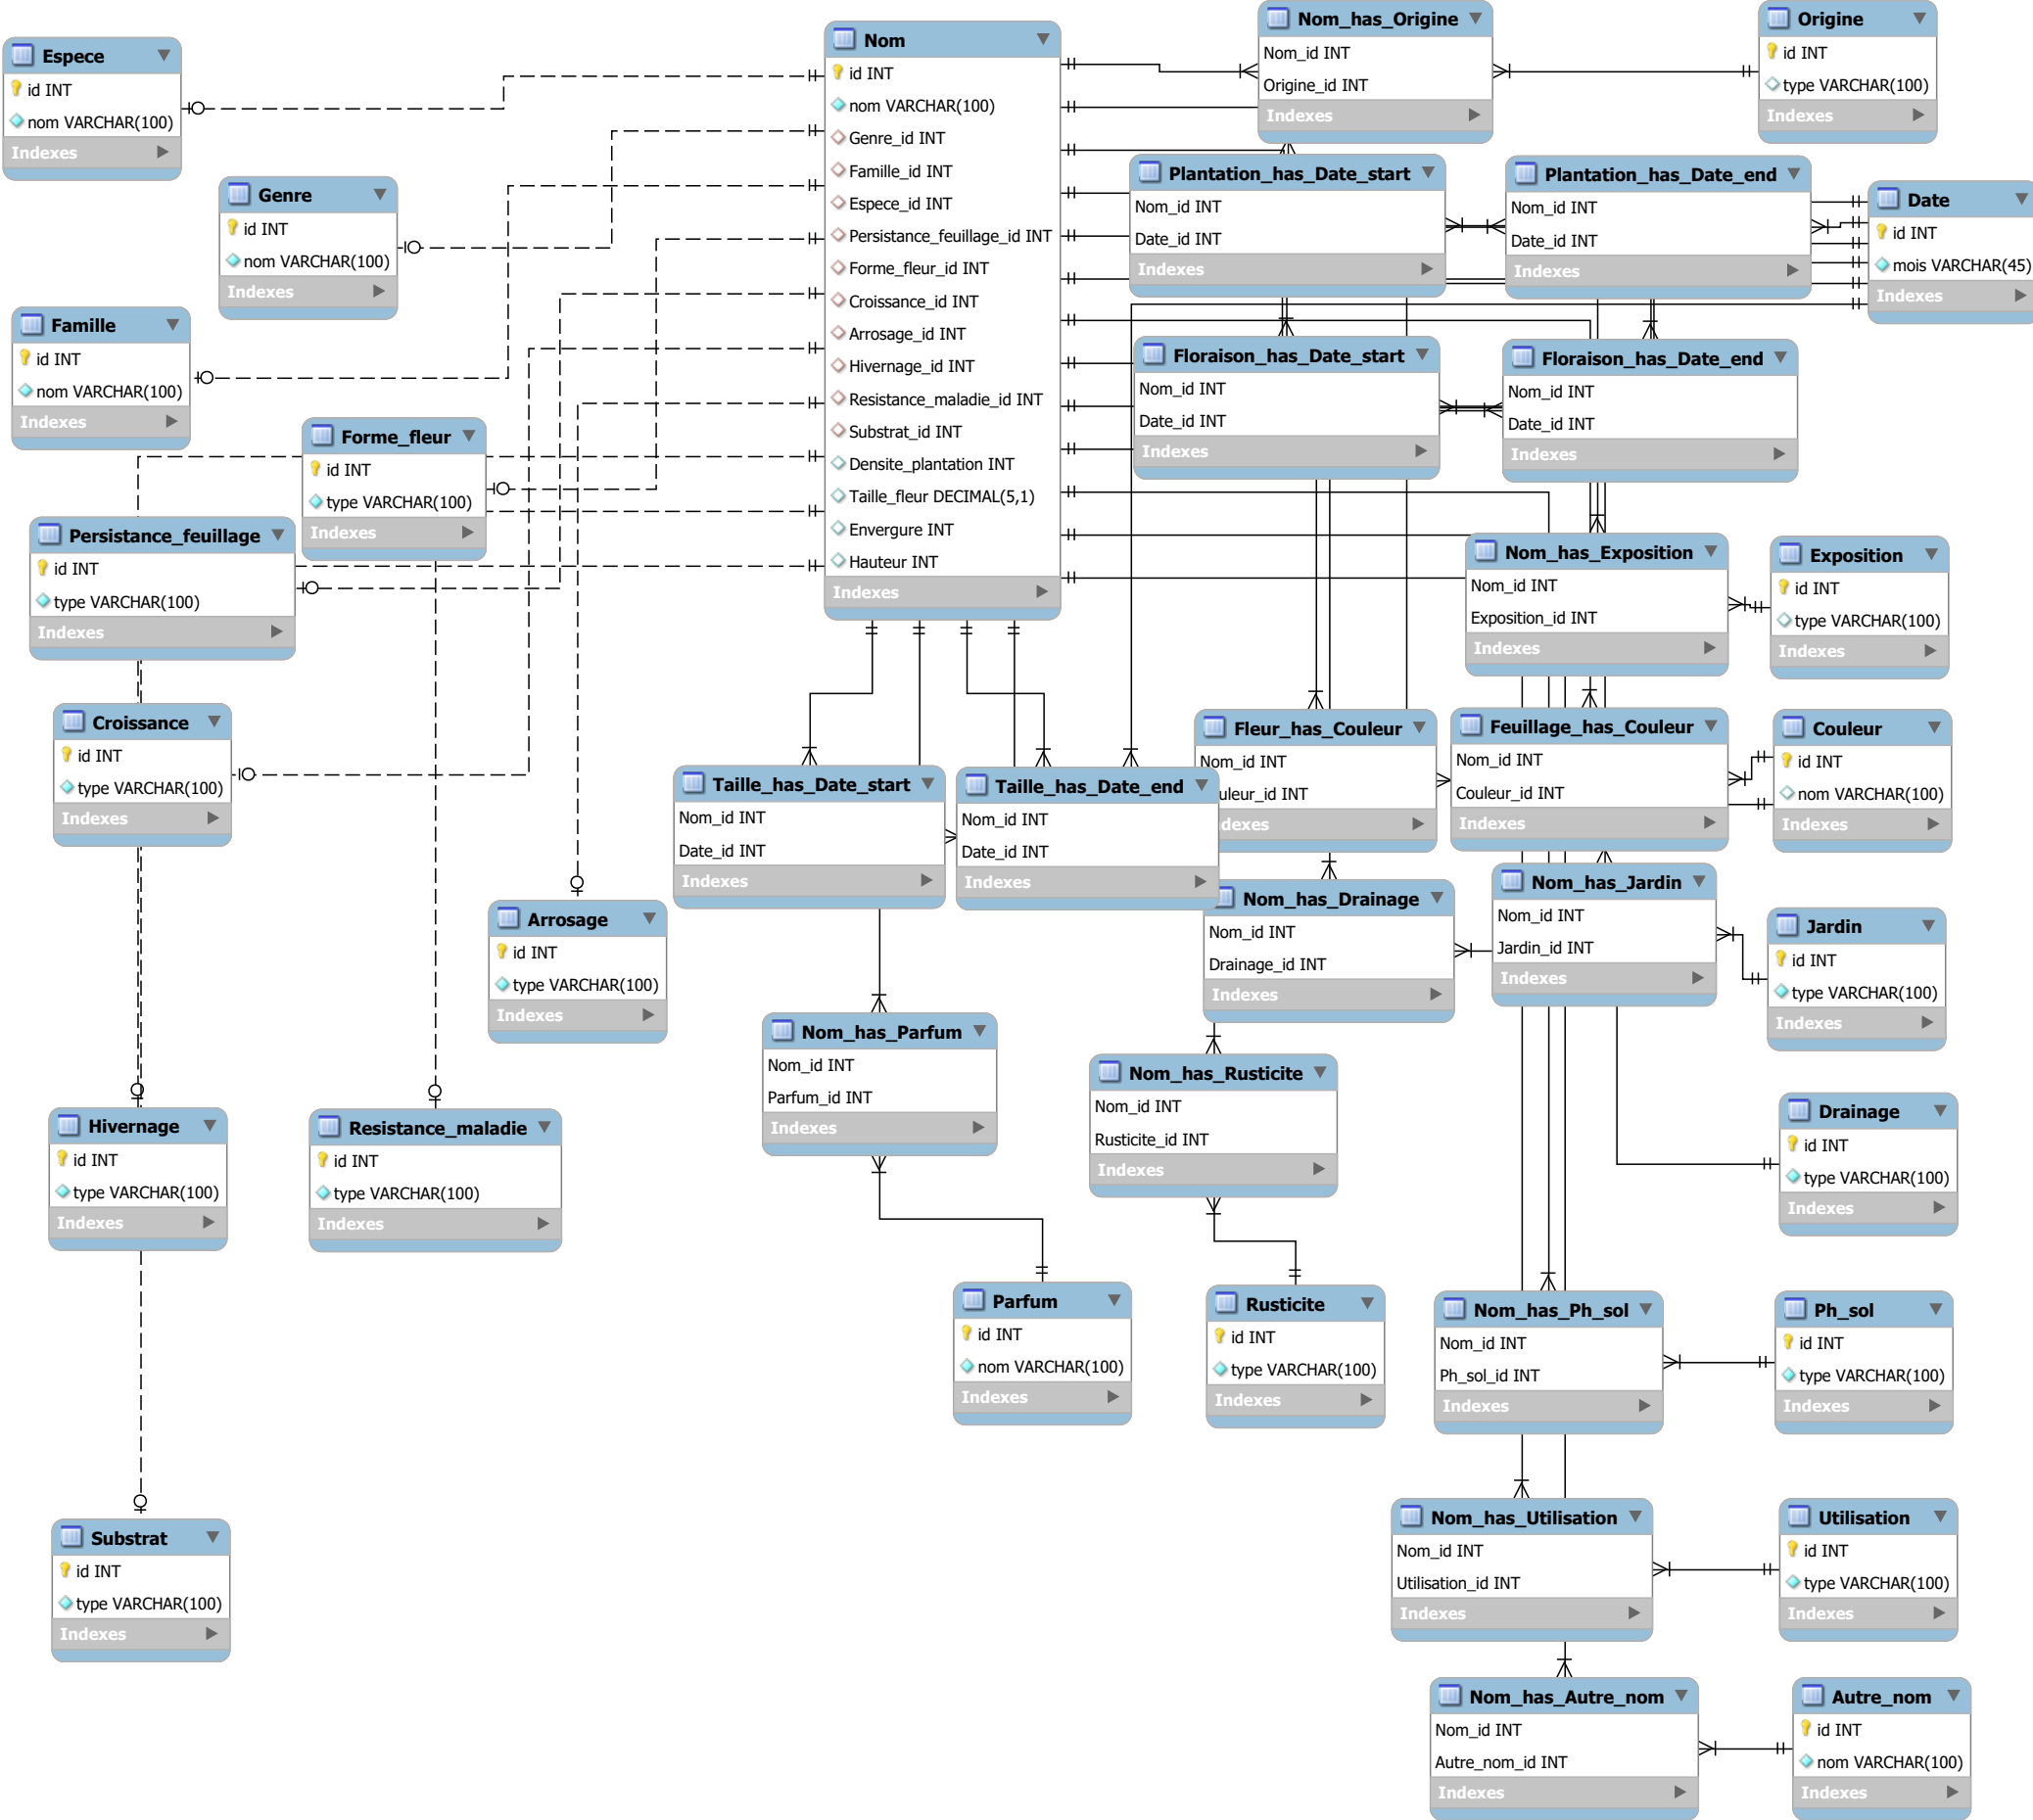 Espece
id INT
nom VARCHAR(100)
Indexes
Genre
id INT
nom VARCHAR(100)
Indexes
Famille
id INT
nom VARCHAR(100)
Indexes
Forme_fleur
id INT
type VARCHAR(100)
Indexes
Persistance_feuillage
id INT
type VARCHAR(100)
Indexes
Croissance
id INT
type VARCHAR(100)
Indexes
Arrosage
id INT
type VARCHAR(100)
Indexes
Hivernage
id INT
type VARCHAR(100)
Indexes
Resistance_maladie
id INT
type VARCHAR(100)
Indexes
Substrat
id INT
type VARCHAR(100)
Indexes
Nom
id INT
nom VARCHAR(100)
Genre_id INT
Famille_id INT
Espece_id INT
Persistance_feuillage_id INT
Forme_fleur_id INT
Croissance_id INT
Arrosage_id INT
Hivernage_id INT
Resistance_maladie_id INT
Substrat_id INT
Densite_plantation INT
Taille_fleur DECIMAL(5,1)
Envergure INT
Hauteur INT
Indexes
Nom_has_Origine
Nom_id INT
Origine_id INT
Indexes
Origine
id INT
type VARCHAR(100)
Indexes
Plantation_has_Date_start
Nom_id INT
Date_id INT
Indexes
Plantation_has_Date_end
Nom_id INT
Date_id INT
Indexes
Date
id INT
mois VARCHAR(45)
Indexes
Floraison_has_Date_start
Nom_id INT
Date_id INT
Indexes
Floraison_has_Date_end
Nom_id INT
Date_id INT
Indexes
Nom_has_Exposition
Nom_id INT
Exposition_id INT
Indexes
Exposition
id INT
type VARCHAR(100)
Indexes
Taille_has_Date_start
Nom_id INT
Date_id INT
Indexes
Taille_has_Date_end
Nom_id INT
Date_id INT
Indexes
Fleur_has_Couleur
Nom_id INT
uleur_id INT
dexes
Feuillage_has_Couleur
Nom_id INT
Couleur_id INT
Indexes
Couleur
id INT
nom VARCHAR(100)
Indexes
Nom_has_Drainage
Nom_id INT
Drainage_id INT
Indexes
Nom_has_Jardin
Nom_id INT
Jardin_id INT
Indexes
Jardin
id INT
type VARCHAR(100)
Indexes
Nom_has_Parfum
Nom_id INT
Parfum_id INT
Indexes
Nom_has_Rusticite
Nom_id INT
Rusticite_id INT
Indexes
Drainage
id INT
type VARCHAR(100)
Indexes
Parfum
id INT
nom VARCHAR(100)
Indexes
Rusticite
id INT
type VARCHAR(100)
Indexes
Nom_has_Ph_sol
Nom_id INT
Ph_sol_id INT
Indexes
Ph_sol
id INT
type VARCHAR(100)
Indexes
Nom_has_Utilisation
Nom_id INT
Utilisation_id INT
Indexes
Utilisation
id INT
type VARCHAR(100)
Indexes
Nom_has_Autre_nom
Nom_id INT
Autre_nom_id INT
Indexes
Autre_nom
id INT
nom VARCHAR(100)
Indexes